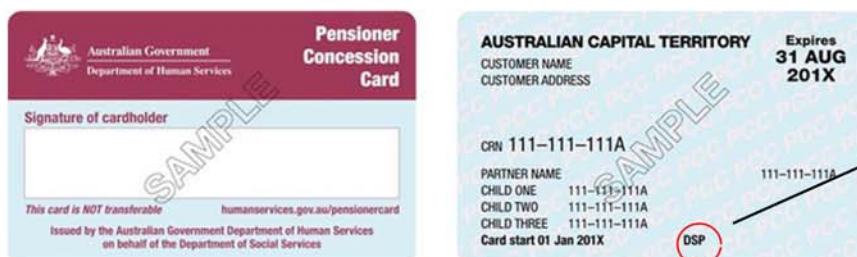 Australian Government
Department of Human Services
Pensioner
Concession
Card
Signature of cardholder
SAMPLE
This card is NOT transferable humanservices.gov.au/pensionercard
Issued by the Australian Government Department of Human Services
on behalf of the Department of Social Services
AUSTRALIAN CAPITAL TERRITORY
Expires
31 AUG
201X
CUSTOMER NAME
CUSTOMER ADDRESS
SAMPLE
CRN 111-111-111A
PARTNER NAME 111-111-111A
CHILD ONE 111-111-111A
CHILD TWO 111-111-111A
CHILD THREE 111-111-111A
Card start 01 Jan 201X DSP
PCC PCC PCC